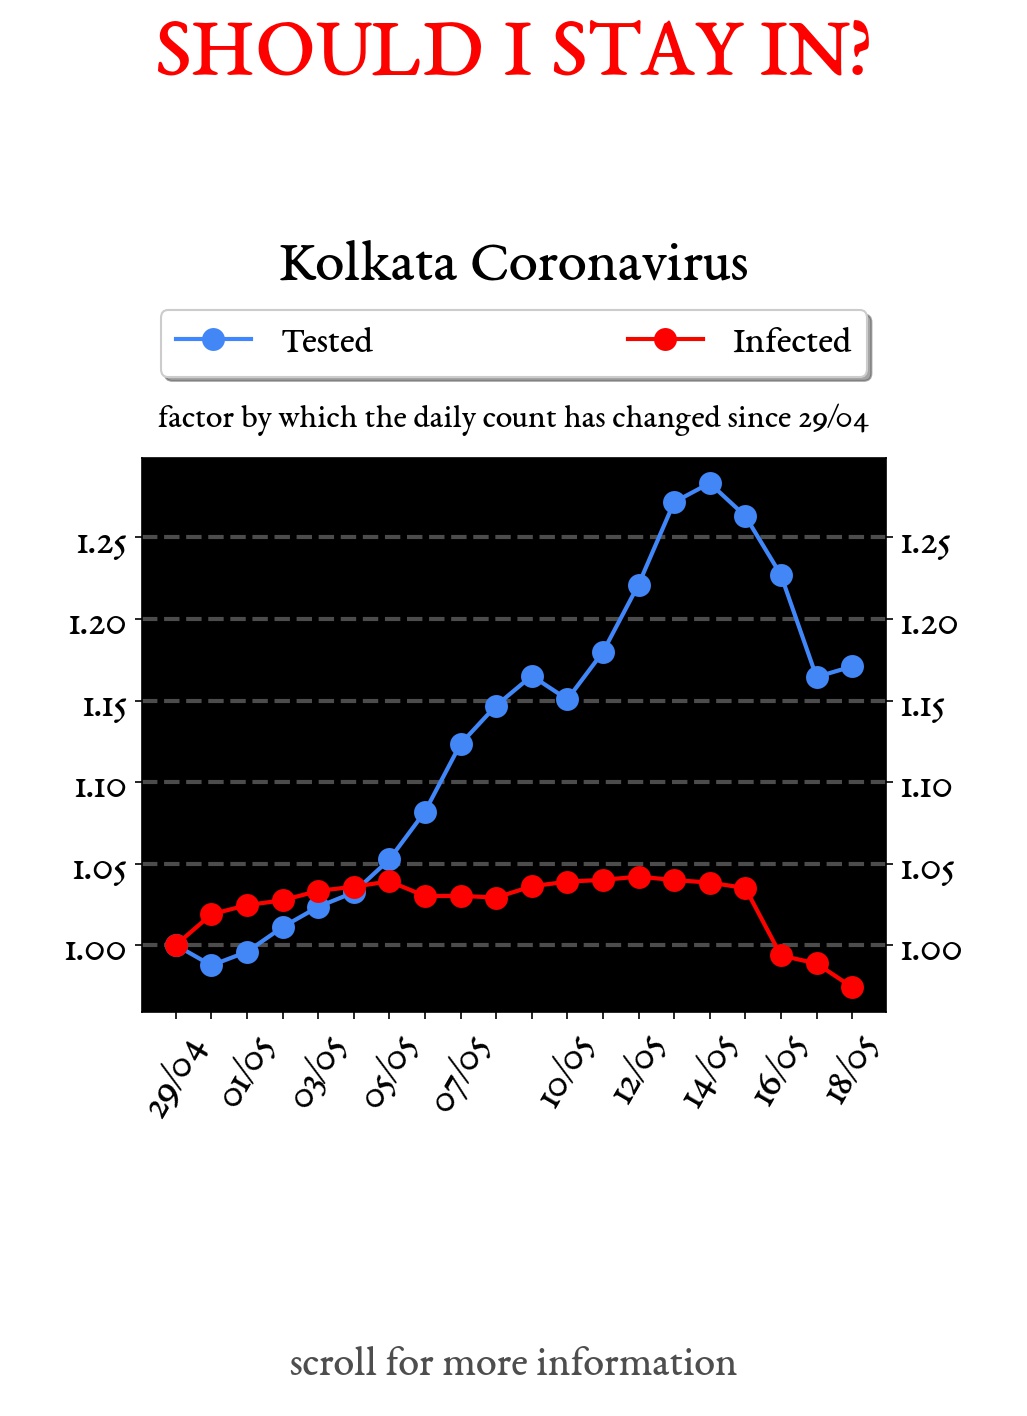 SHOULD I STAY IN?
Kolkata Coronavirus
Tested Infected
factor by which the daily count has changed since 29/04
1.25 1.25
1.20 1.20
1.15 1.15
1.10 1.10
1.05 1.05
1.00 1.00
29/04 01/05 03/05 05/05 07/05 10/05 12/05 14/05 16/05 18/05
scroll for more information